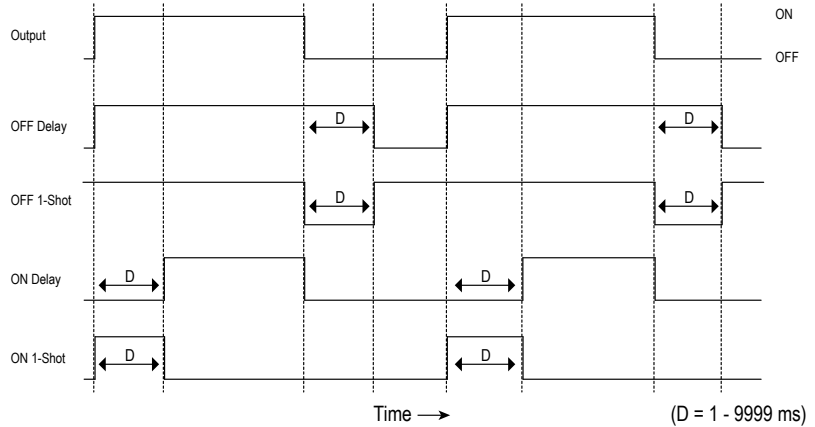 Output
ON
OFF
OFF Delay
D
D
OFF 1-Shot
D
D
ON Delay
D
D
ON 1-Shot
D
D
Time
(D = 1 - 9999 ms)